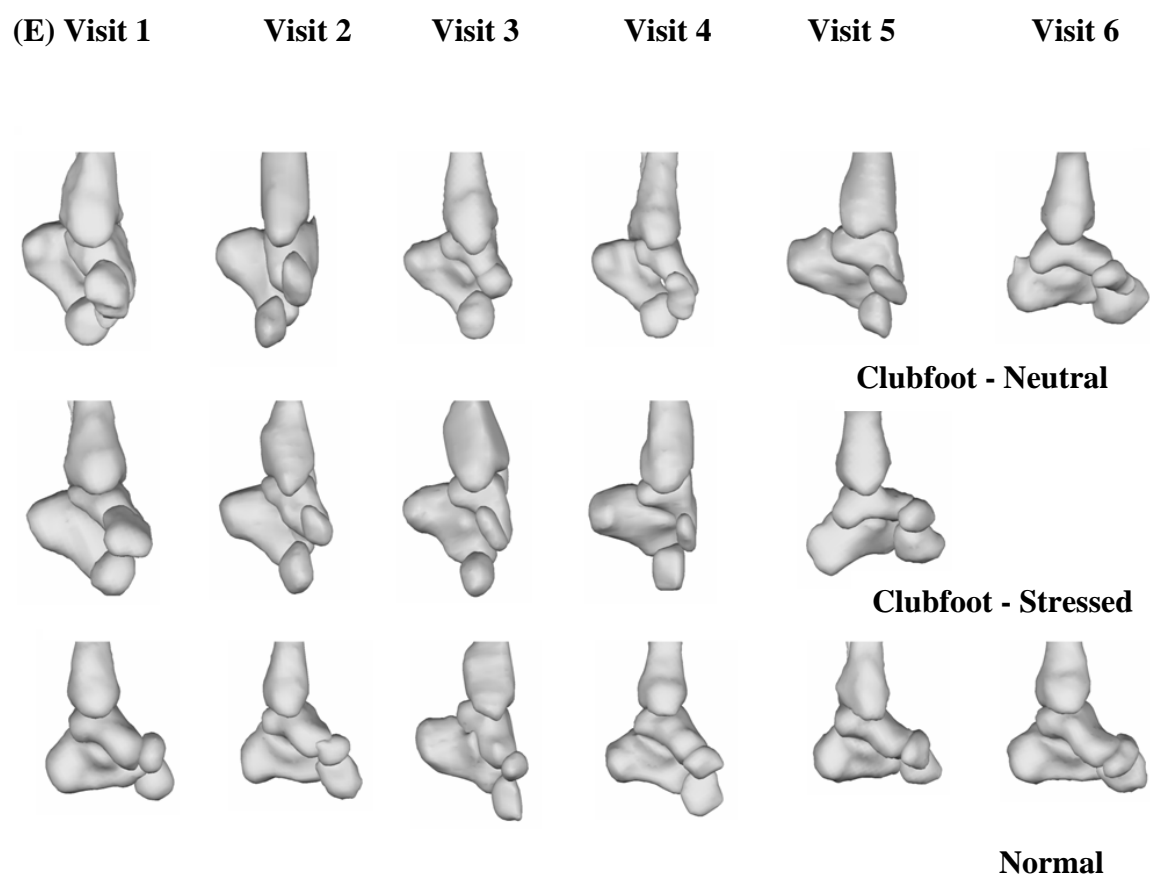 (E) Visit 1 Visit 2 Visit 3 Visit 4 Visit 5 Visit 6
Clubfoot - Neutral
Clubfoot - Stressed
Normal